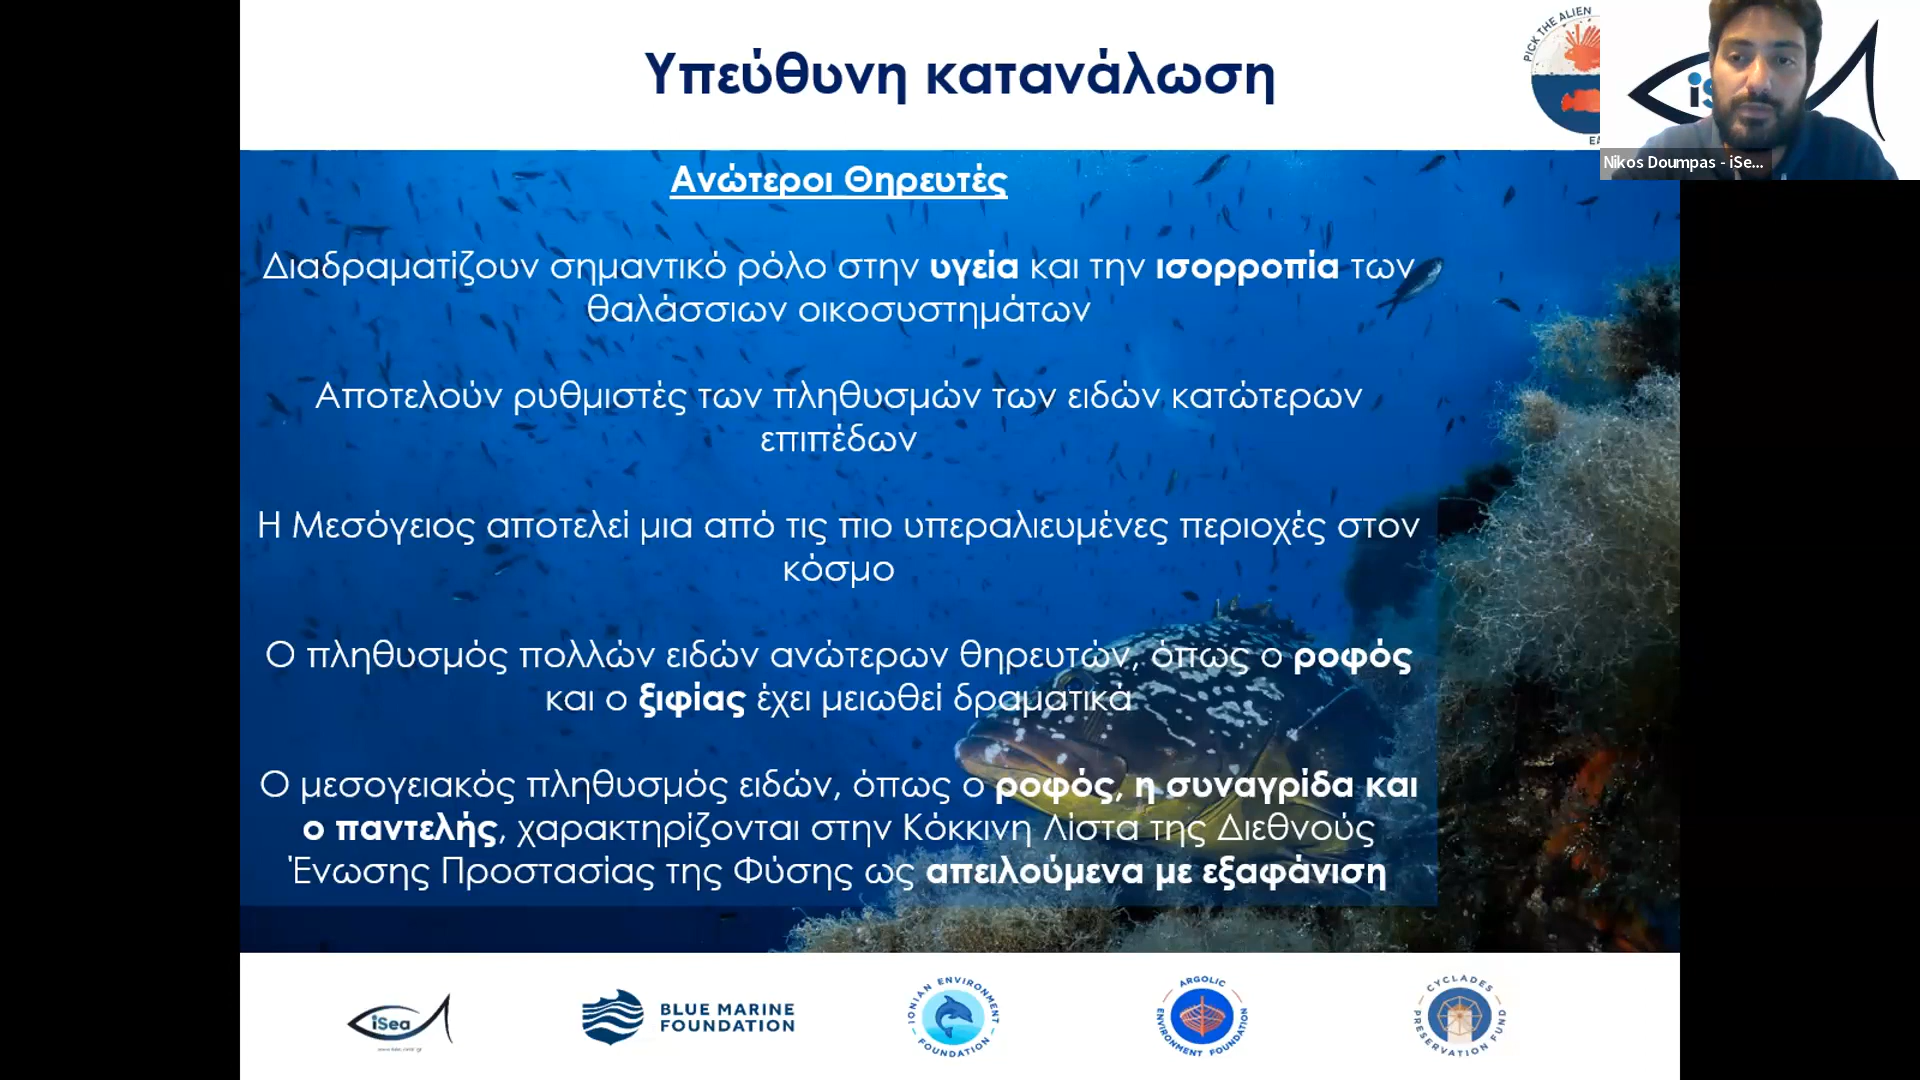 Υπεύθυνη κατανάλωση
PICK THE ALIEN
Nikos Doumpas - iSe...
Ανώτεροι Θηρευτές
Διαδραματίζουν σημαντικό ρόλο στην υγεία και την ισορροπία των
θαλάσσιων οικοσυστημάτων
Αποτελούν ρυθμιστές των πληθυσμών των ειδών κατώτερων
επιπέδων
Η Μεσόγειος αποτελεί μια από τις πιο υπεραλιευμένες περιοχές στον
κόσμο
Ο πληθυσμός πολλών ειδών ανώτερων θηρευτών, όπως ο ροφός
και ο ξιφίας έχει μειωθεί δραματικά
Ο μεσογειακός πληθυσμός ειδών, όπως ο ροφός, η συναγρίδα και
ο παντελής, χαρακτηρίζονται στην Κόκκινη Λίστα της Διεθνούς
Ένωσης Προστασίας της Φύσης ως απειλούμενα με εξαφάνιση
iSea
BLUE MARINE
FOUNDATION
IONIAN ENVIRONMENT
FOUNDATION
ARGOLIC
ENVIRONMENT FOUNDATION
CYCLADES
PRESERVATION FUND